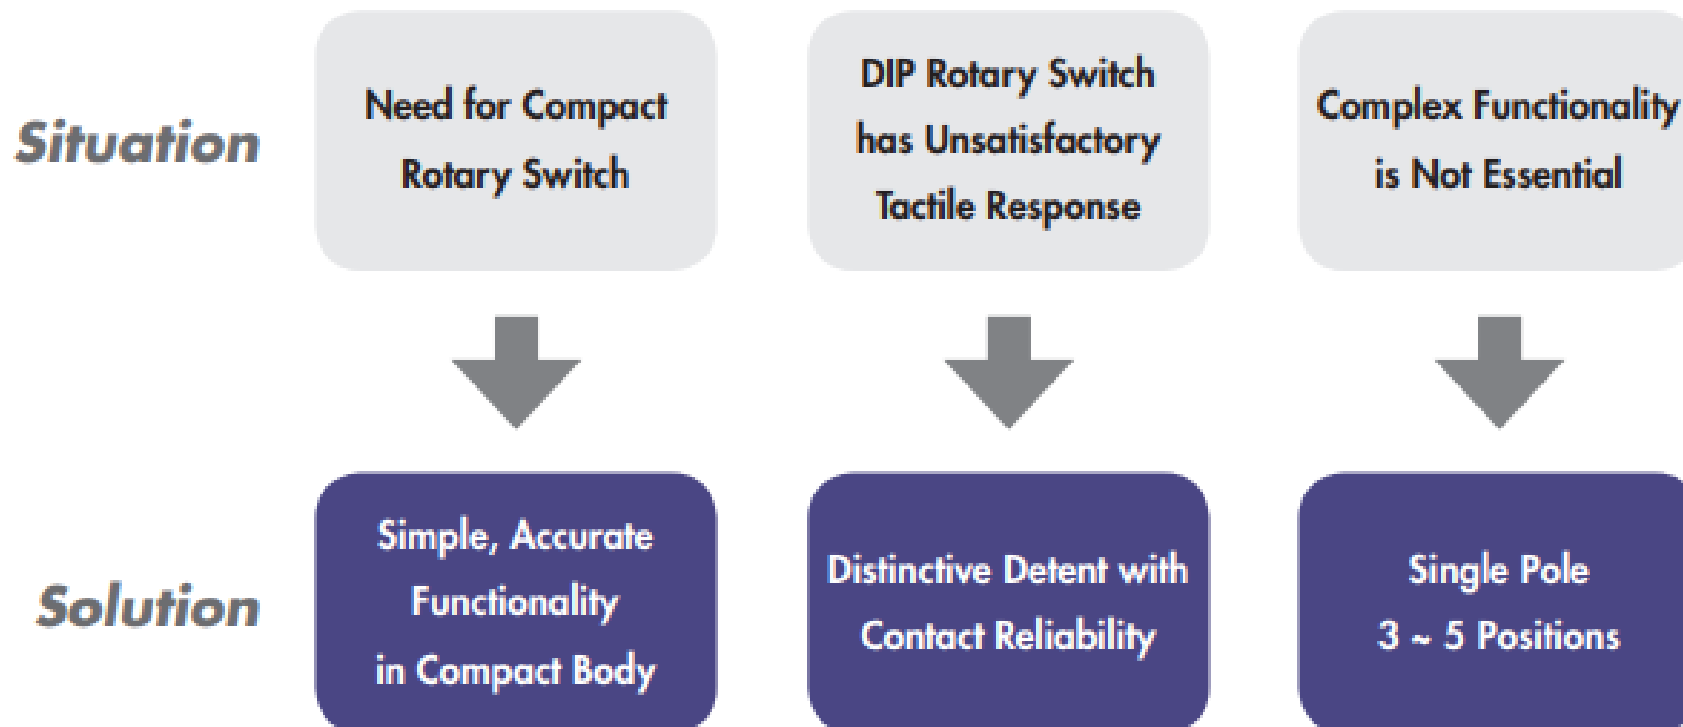 Situation
Need for Compact
Rotary Switch
DIP Rotary Switch
has Unsatisfactory
Tactile Response
Complex Functionality
is Not Essential
Solution
Simple, Accurate
Functionality
in Compact Body
Distinctive Detent with
Contact Reliability
Single Pole
3 ~ 5 Positions